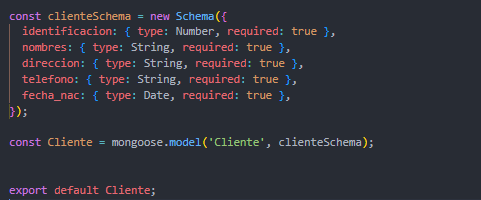 const clienteSchema = new Schema({
  identificacion: { type: Number, required: true },
  nombres: { type: String, required: true },
  direccion: { type: String, required: true },
  telefono: { type: String, required: true },
  fecha_nac: { type: Date, required: true },
});
const Cliente = mongoose.model('Cliente', clienteSchema);
export default Cliente;